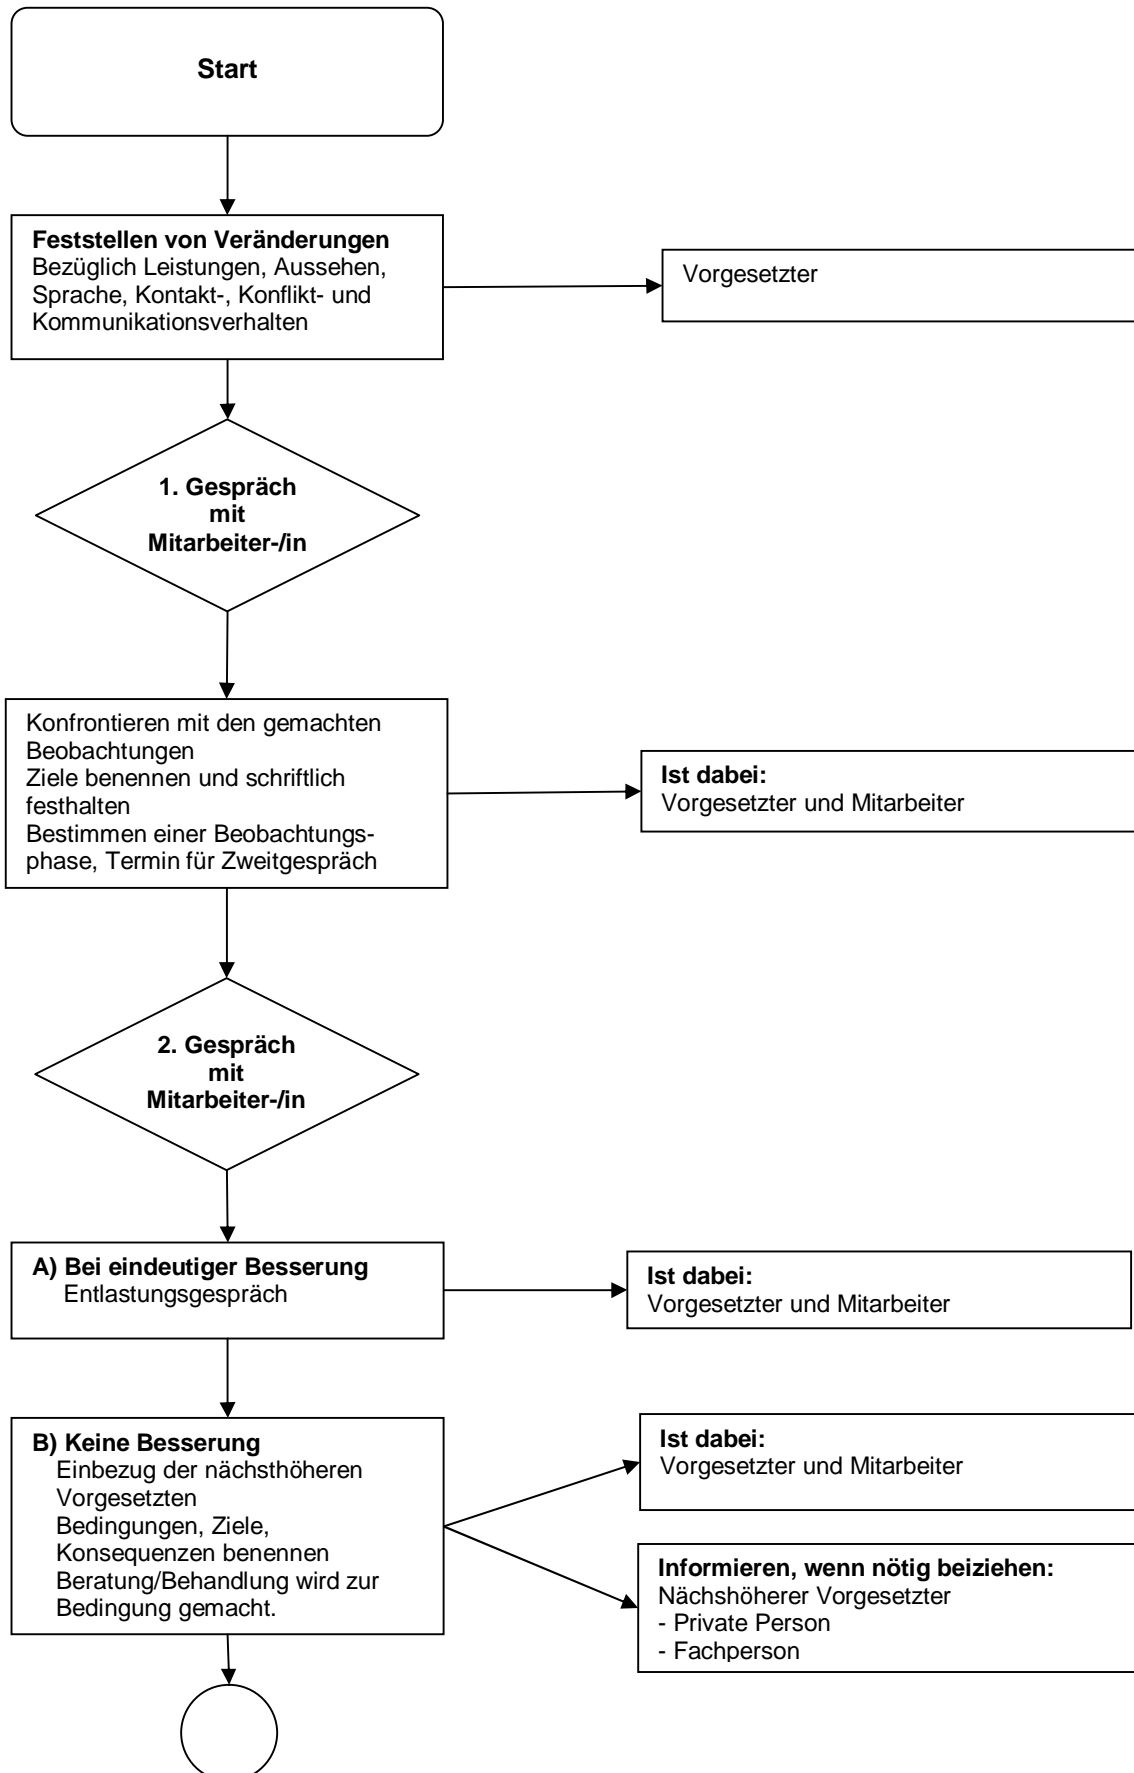 Start
Feststellen von Veränderungen
Bezüglich Leistungen, Aussehen,
Sprache, Kontakt-, Konflikt- und
Kommunikationsverhalten
Vorgesetzter
1. Gespräch
mit
Mitarbeiter-/in
Konfrontieren mit den gemachten
Beobachtungen
Ziele benennen und schriftlich
festhalten
Bestimmen einer Beobachtungs-
phase, Termin für Zweitgespräch
Ist dabei:
Vorgesetzter und Mitarbeiter
2. Gespräch
mit
Mitarbeiter-/in
A) Bei eindeutiger Besserung
Entlastungsgespräch
Ist dabei:
Vorgesetzter und Mitarbeiter
B) Keine Besserung
Einbezug der nächsthöheren
Vorgesetzten
Bedingungen, Ziele,
Konsequenzen benennen
Beratung/Behandlung wird zur
Bedingung gemacht.
Ist dabei:
Vorgesetzter und Mitarbeiter
Informieren, wenn nötig beiziehen:
Nächshöherer Vorgesetzter
- Private Person
- Fachperson